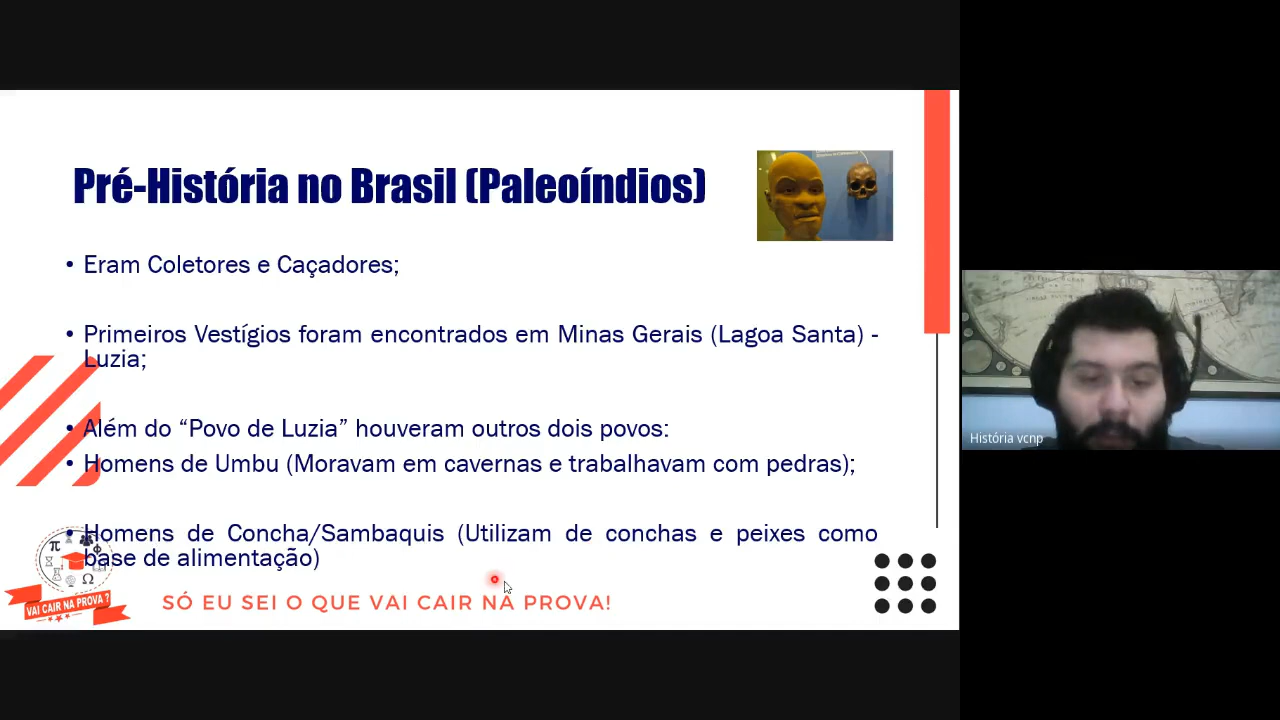 Pré-História no Brasil (Paleoíndios)
• Eram Coletores e Caçadores;
• Primeiros Vestígios foram encontrados em Minas Gerais (Lagoa Santa) -
Luzia;
• Além do “Povo de Luzia” houveram outros dois povos:
• Homens de Umbu (Moravam em cavernas e trabalhavam com pedras);
• Homens de Concha/Sambaquis (Utilizam de conchas e peixes como
base de alimentação)
π
Ω
VAI CAIR NA PROVA ?
SÓ EU SEI O QUE VAI CAIR NA PROVA!
História vcnp